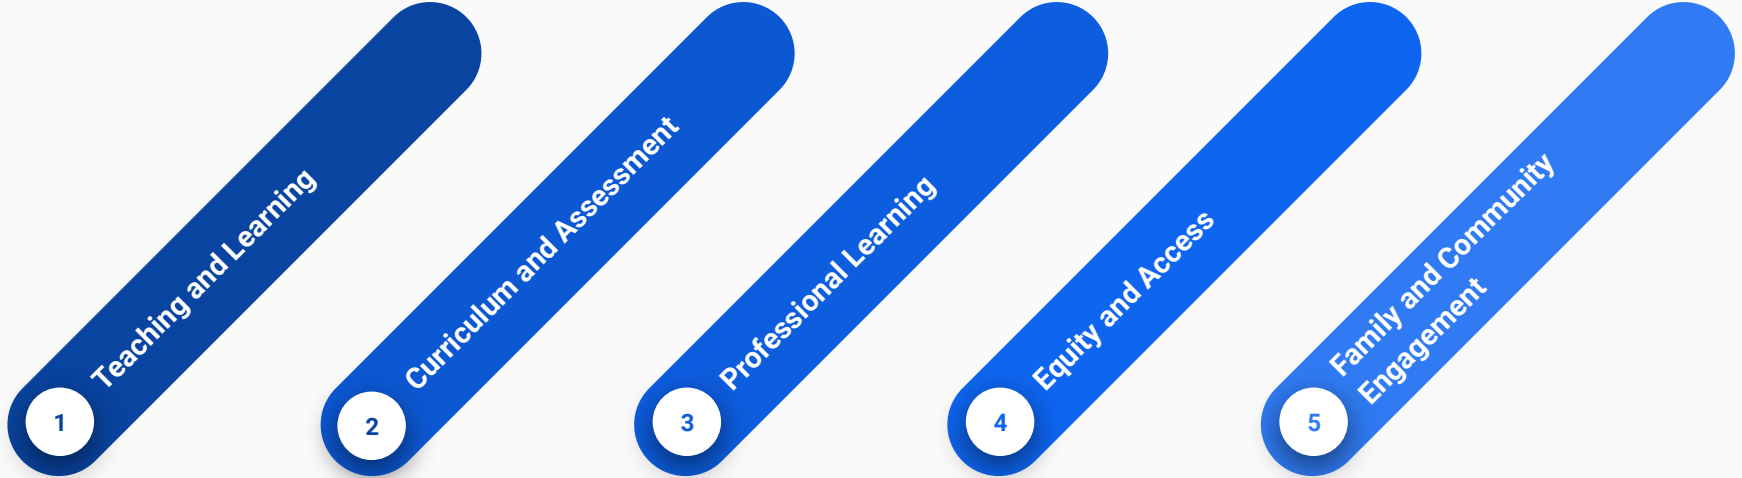 1
Teaching and Learning
2
Curriculum and Assessment
3
Professional Learning
4
Equity and Access
5
Family and Community
Engagement